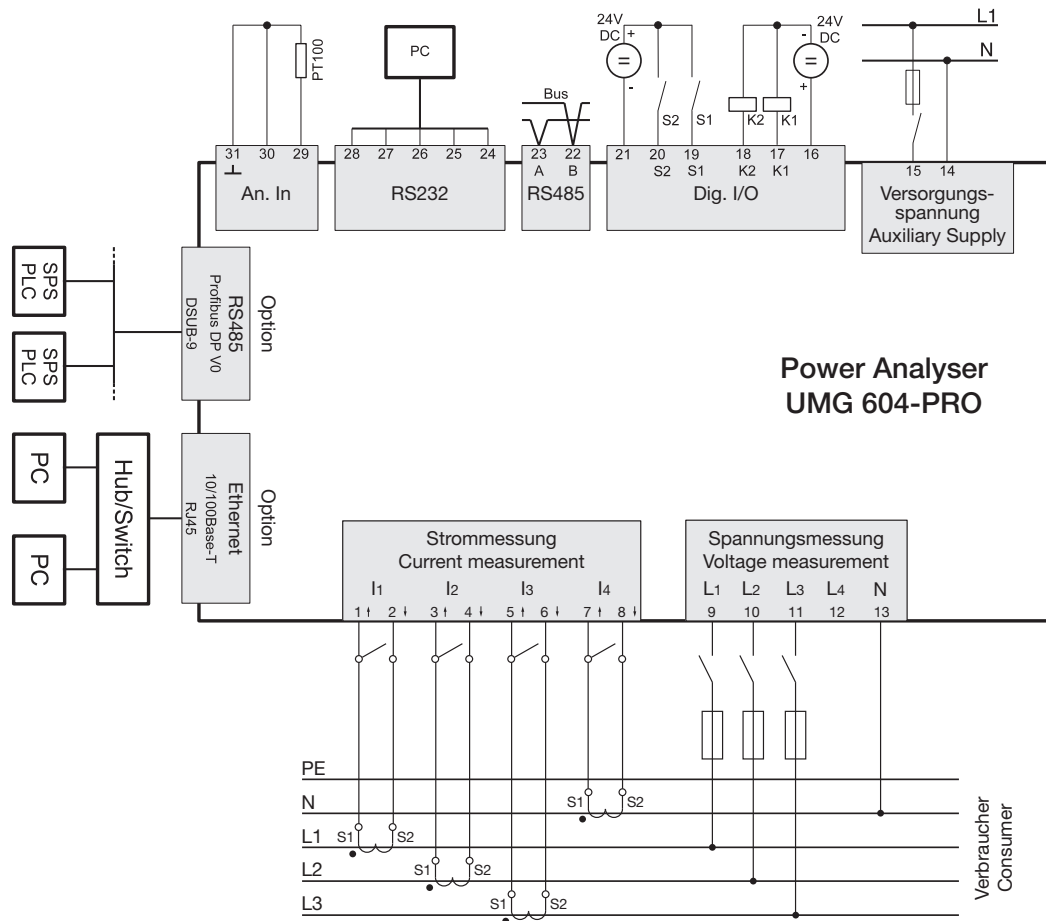 24V
DC
+
-
24V
DC
-
+
L1
N
PT100
PC
Bus
S2
S1
K2
K1
31
30
29
28
27
26
25
24
23
22
21
20
19
18
17
16
15
14
A
B
S2
S1
K2
K1
An. In
RS232
RS485
Dig. I/O
Versorgungs-
spannung
Auxiliary Supply
SPS
PLC
SPS
PLC
RS485
Profibus DP V0
DSUB-9
Option
Power Analyser
UMG 604-PRO
PC
PC
Hub/Switch
Ethernet
10/100Base-T
RJ45
Option
Strommessung
Current measurement
I1
I2
I3
I4
1
2
3
4
5
6
7
8
Spannungsmessung
Voltage measurement
L1
L2
L3
L4
N
9
10
11
12
13
PE
N
S1
S2
L1
S1
S2
L2
S1
S2
L3
S1
S2
Verbraucher
Consumer